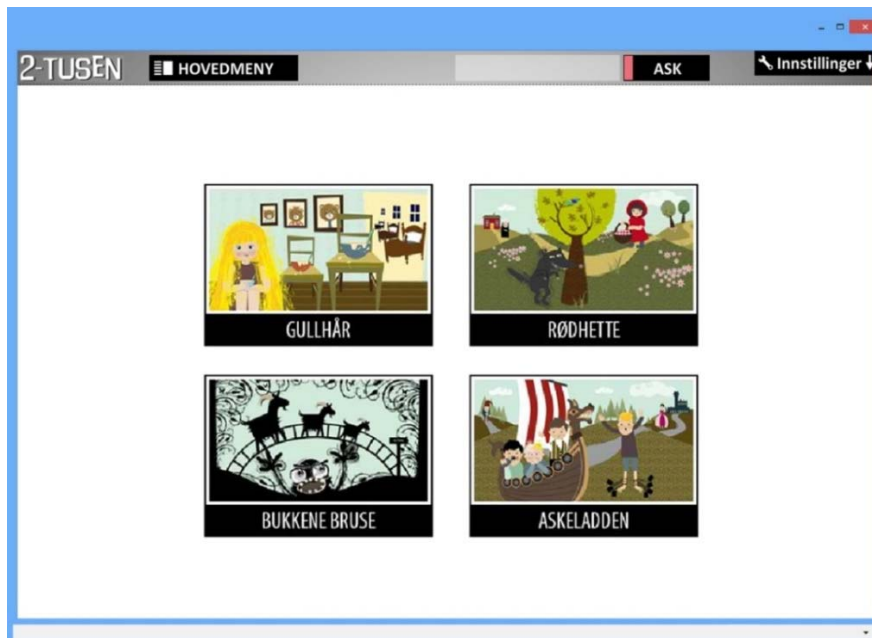 2-TUSEN
HOVEDMENY
ASK
Innstillinger
GULLHÅR
RØDHETTE
BUKKENE BRUSE
ASKELADDEN